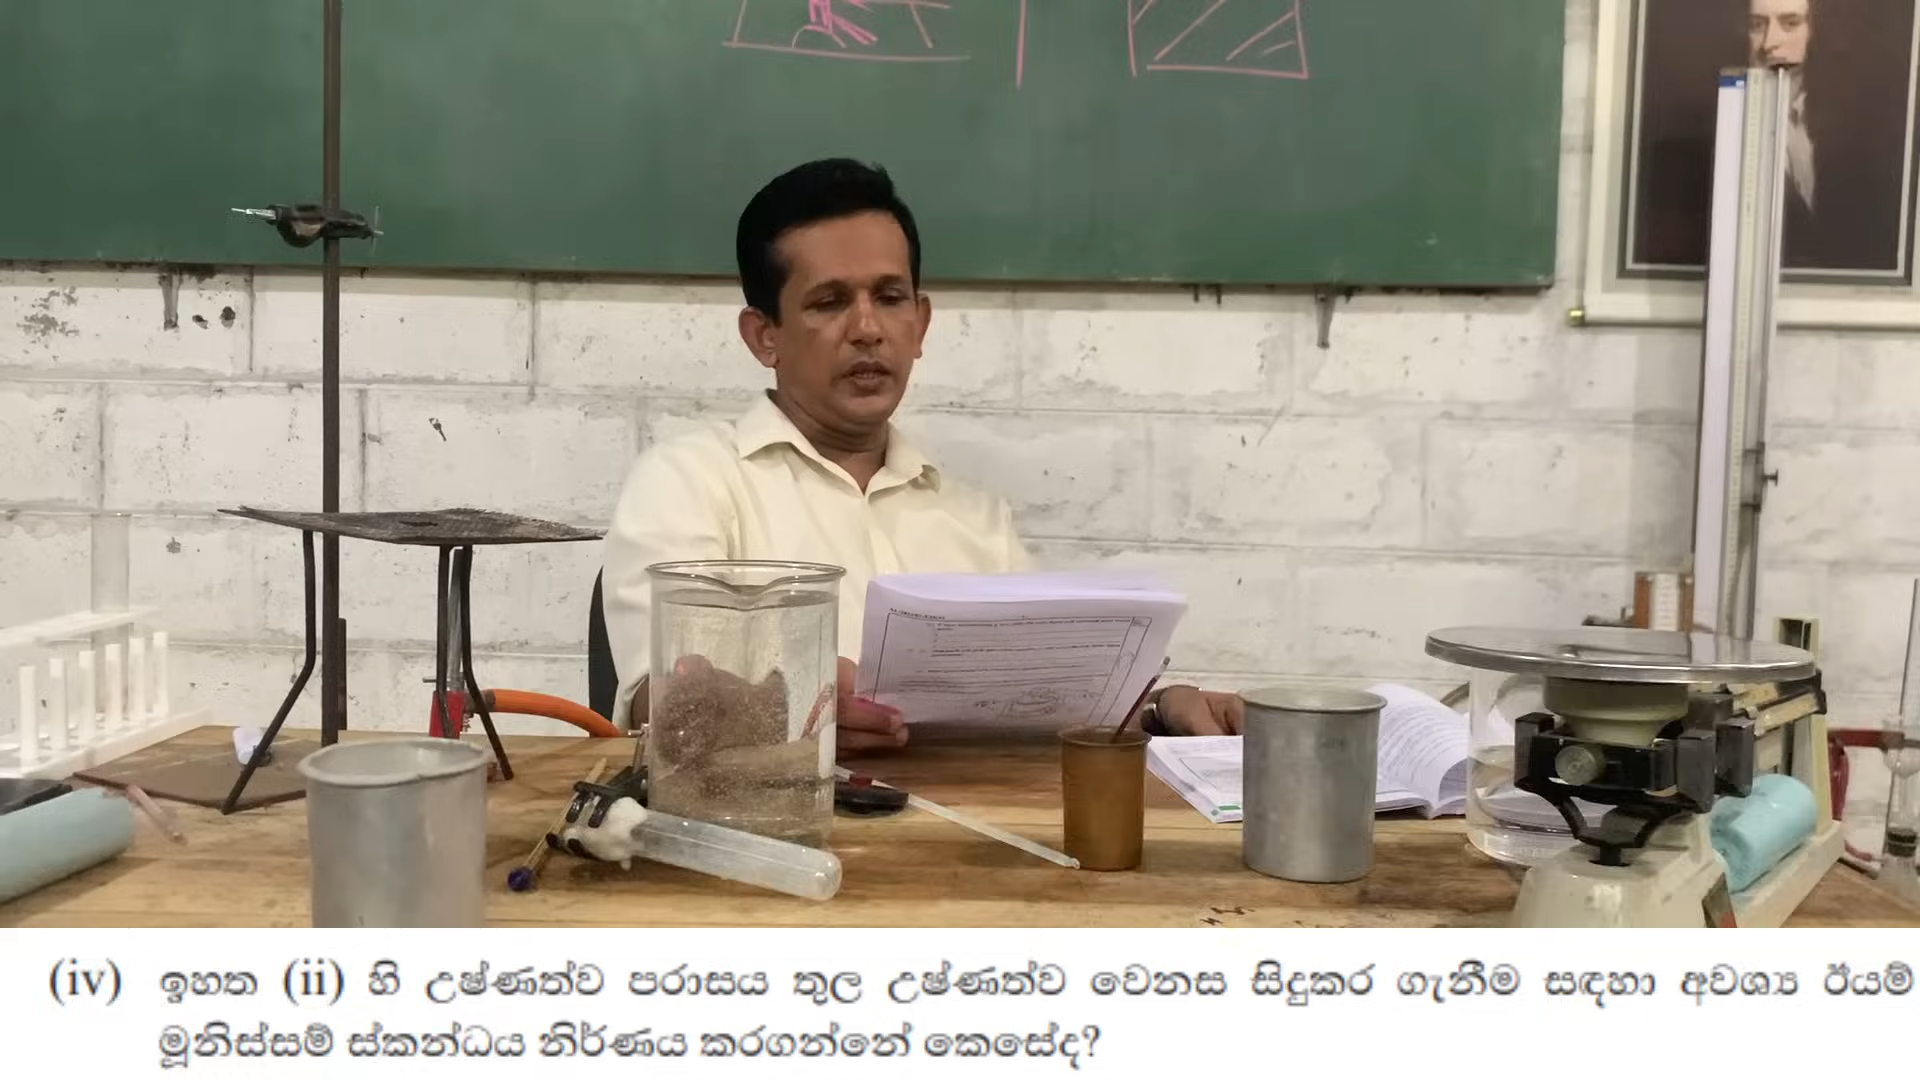 (iv) ඉහත (ii) හි උෂ්ණත්ව පරාසය තුල උෂ්ණත්ව වෙනස සිදුකර ගැනීම සඳහා අවශ්‍ය ඊයම්
මූනිස්සම් ස්කන්ධය නිර්ණය කරගන්නේ කෙසේද?